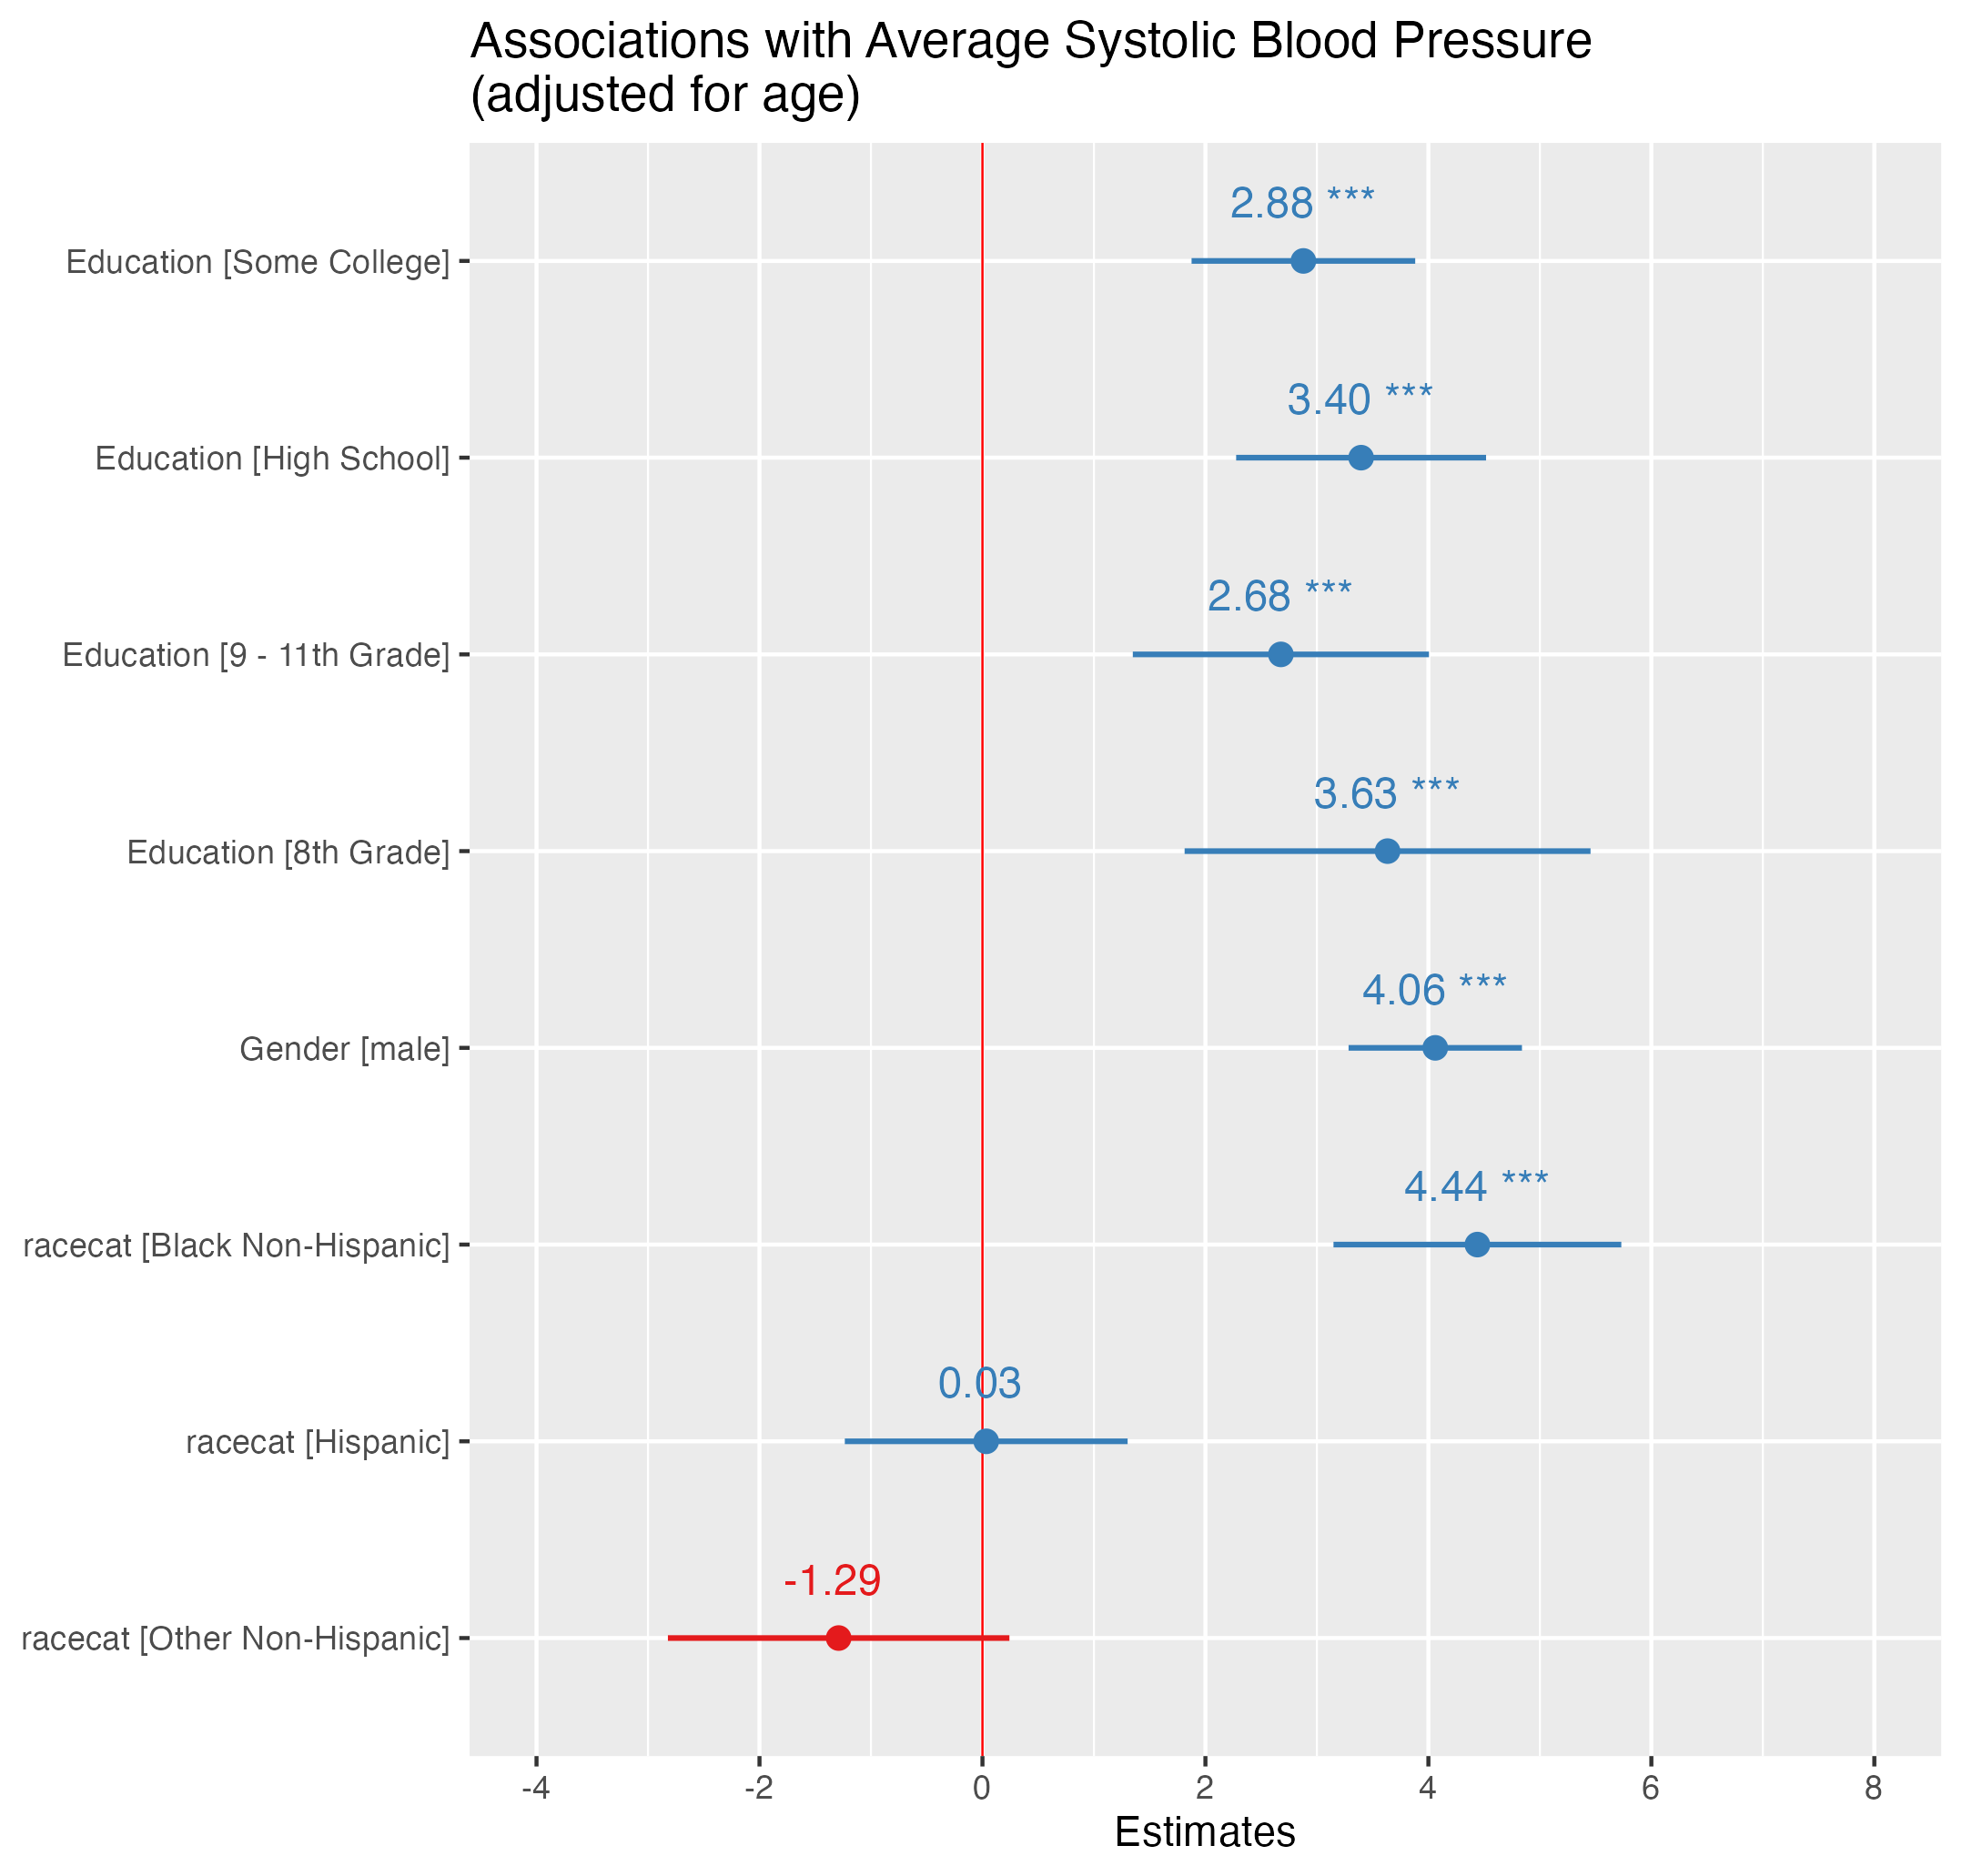 Associations with Average Systolic Blood Pressure
(adjusted for age)
2.88 ***
Education [Some College]
3.40 ***
Education [High School]
2.68 ***
Education [9 - 11th Grade]
3.63 ***
Education [8th Grade]
4.06 ***
Gender [male]
4.44 ***
racecat [Black Non-Hispanic]
0.03
racecat [Hispanic]
-1.29
racecat [Other Non-Hispanic]
-4 -2 0 2 4 6 8
Estimates